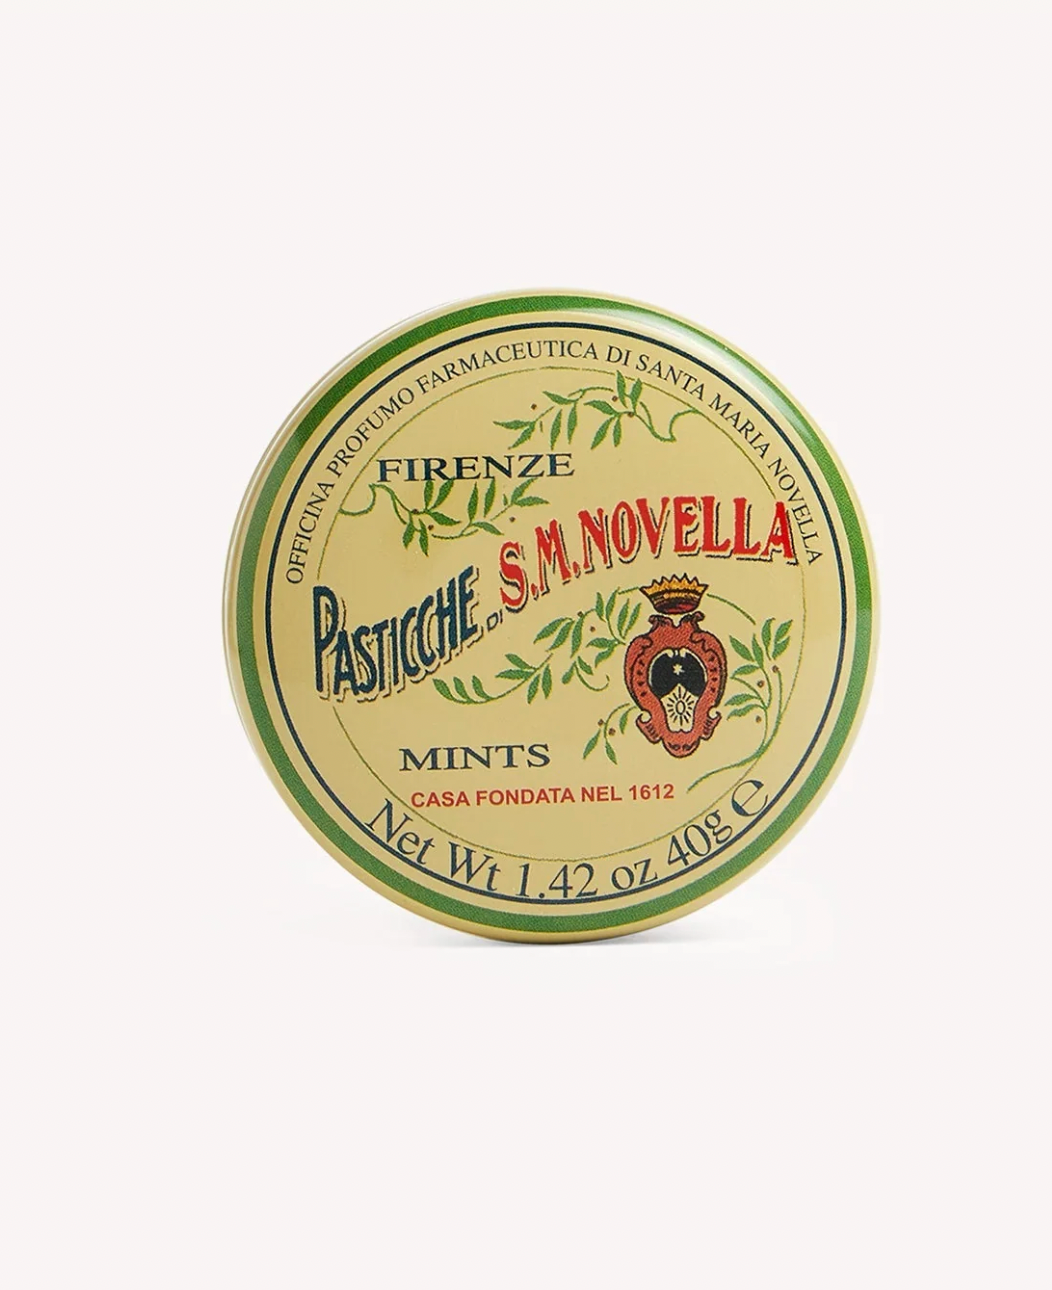 OFFICINA PROFUMO FARMACEUTICA DI SANTA MARIA NOVELLA
FIRENZE
PASTICCHE DI S.M.NOVELLA
MINTS
CASA FONDATA NEL 1612
Net Wt 1.42 oz 40g e